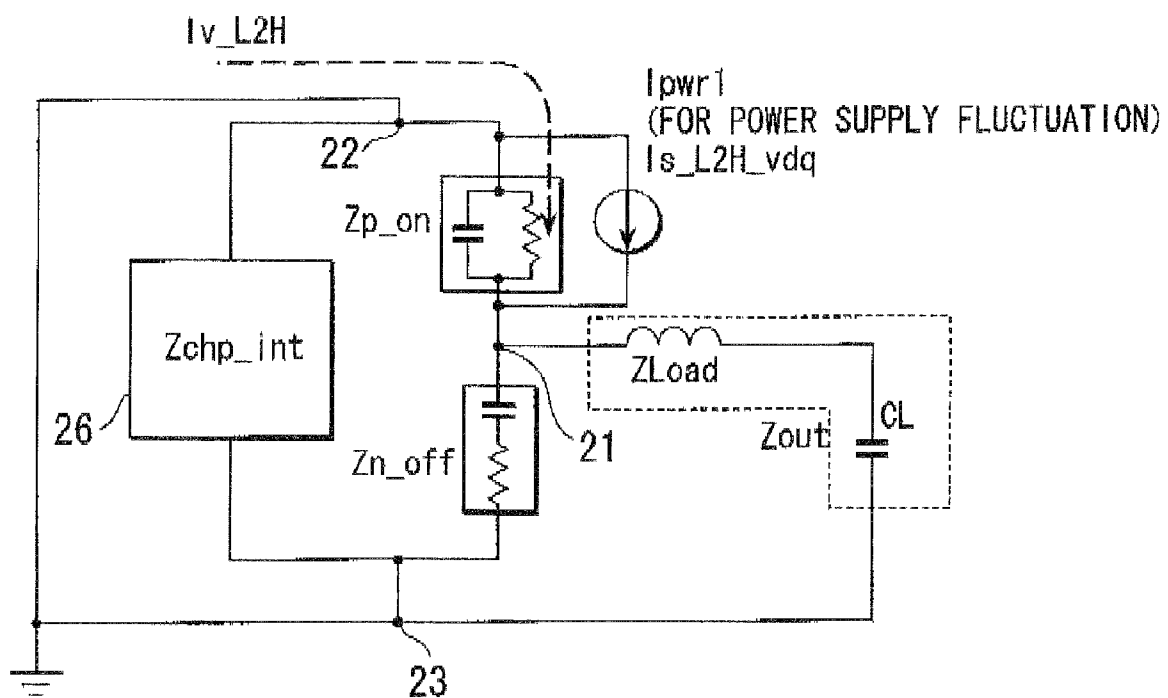 Iv_L2H
Ipwr1
(FOR POWER SUPPLY FLUCTUATION)
Is_L2H_vdq
22
Zp_on
Zchp_int
ZLoad
26
21
Zout
CL
Zn_off
23